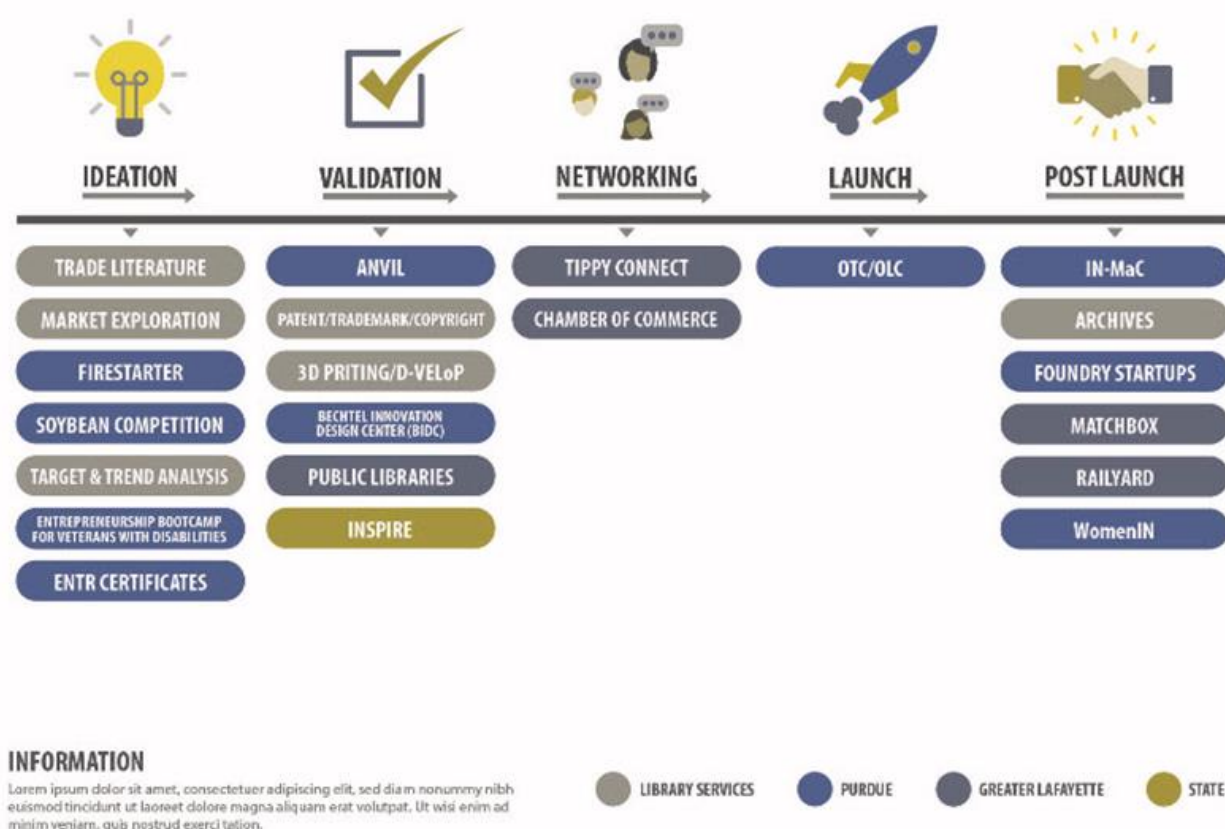 IDEATION
VALIDATION
NETWORKING
LAUNCH
POST LAUNCH
TRADE LITERATURE
MARKET EXPLORATION
FIRESTARTER
SOYBEAN COMPETITION
TARGET & TREND ANALYSIS
ENTREPRENEURSHIP BOOTCAMP
FOR VETERANS WITH DISABILITIES
ENTR CERTIFICATES
ANVIL
PATENT/TRADEMARK/COPYRIGHT
3D PRITING/D-VELoP
BECHTEL INNOVATION
DESIGN CENTER (BIDC)
PUBLIC LIBRARIES
INSPIRE
TIPPY CONNECT
CHAMBER OF COMMERCE
OTC/OLC
IN-MaC
ARCHIVES
FOUNDRY STARTUPS
MATCHBOX
RAILYARD
WomenIN
INFORMATION
Lorem ipsum dolor sit amet, consectetuer adipiscing elit, sed diam nonummy nibh
euismod tincidunt ut laoreet dolore magna aliquam erat volutpat. Ut wisi enim ad
minim veniam, quis nostrud exerci tation.
LIBRARY SERVICES
PURDUE
GREATER LAFAYETTE
STATE